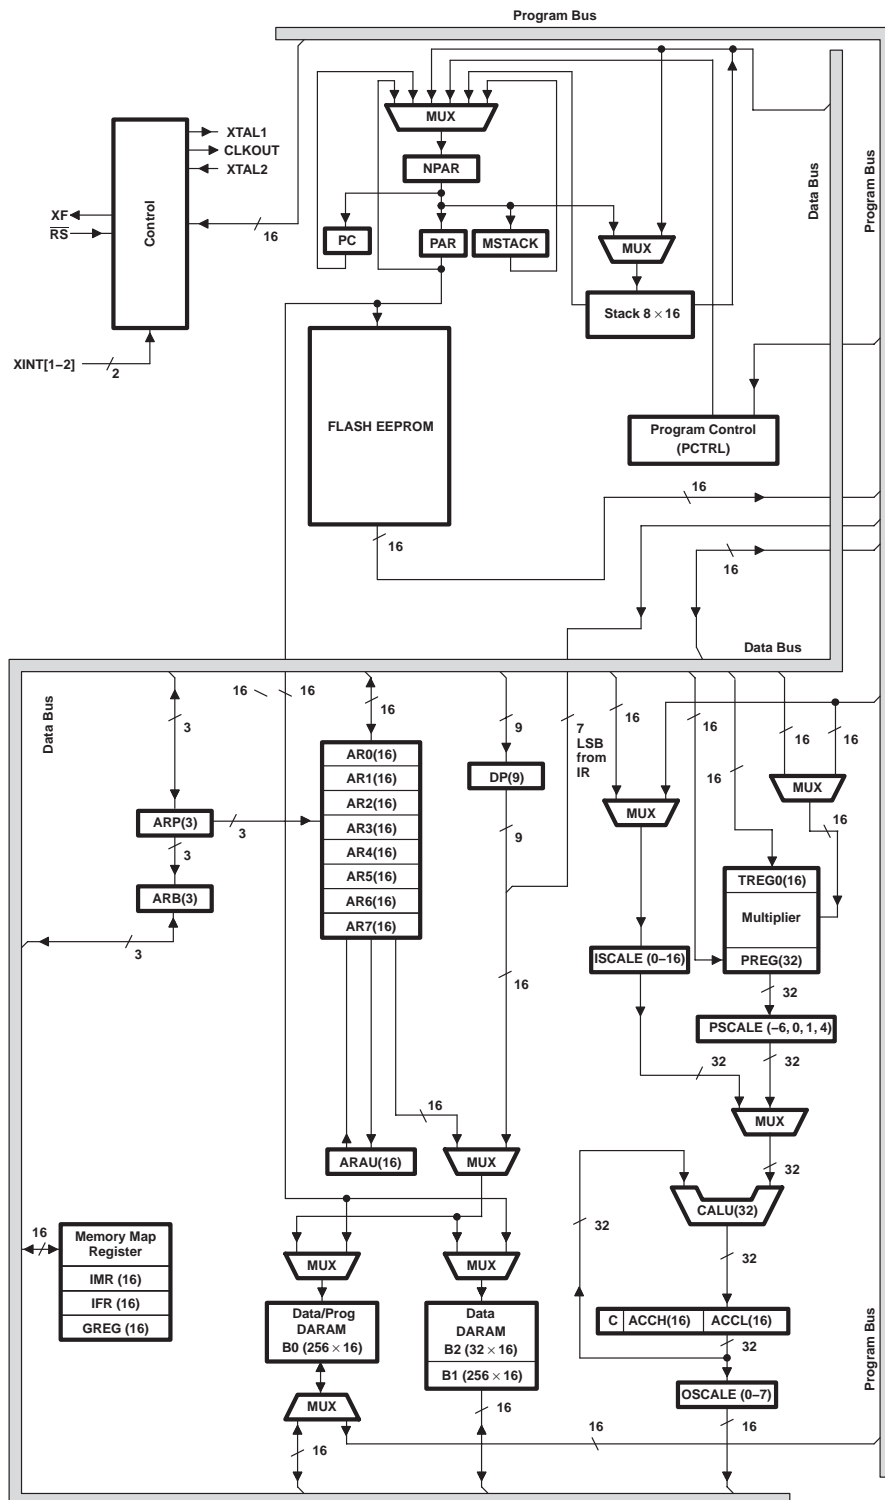 Program Bus
XTAL1
CLKOUT
XTAL2
XF
RS
Control
16
XINT[1–2]
2
MUX
NPAR
PC
PAR
MSTACK
MUX
Stack 8 × 16
Data Bus
Program Bus
FLASH EEPROM
Program Control
(PCTRL)
16
16
16
Data Bus
Data Bus
16
16
3
16
9
7
LSB
from
IR
16
16
16
16
16
AR0(16)
AR1(16)
AR2(16)
AR3(16)
AR4(16)
AR5(16)
AR6(16)
AR7(16)
DP(9)
MUX
MUX
ARP(3)
3
3
9
16
ARB(3)
3
TREG0(16)
Multiplier
PREG(32)
ISCALE (0–16)
16
32
PSCALE (–6, 0, 1, 4)
32
32
16
MUX
ARAU(16)
MUX
32
CALU(32)
32
32
16
Memory Map
Register
IMR (16)
IFR (16)
GREG (16)
MUX
MUX
Data/Prog
DARAM
B0 (256 × 16)
Data
DARAM
B2 (32 × 16)
B1 (256 × 16)
C
ACCH(16)
ACCL(16)
32
OSCALE (0–7)
MUX
16
16
16
16
Program Bus